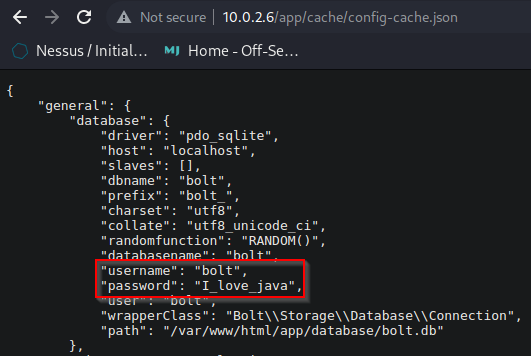 Not secure | 10.0.2.6/app/cache/config-cache.json
Nessus / Initial… MJ Home - Off-Se…
{
"general": {
"database": {
"driver": "pdo_sqlite",
"host": "localhost",
"slaves": [],
"dbname": "bolt",
"prefix": "bolt_",
"charset": "utf8",
"collate": "utf8_unicode_ci",
"randomfunction": "RANDOM()",
"databasename": "bolt",
"username": "bolt",
"password": "I_love_java",
"user": "bolt",
"wrapperClass": "Bolt\\Storage\\Database\\Connection",
"path": "/var/www/html/app/database/bolt.db"
},